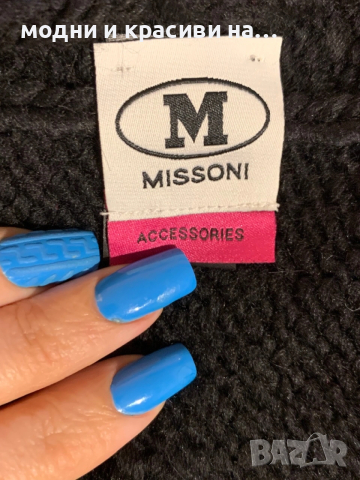 модни и красиви на...
M
MISSONI
ACCESSORIES
BAZAR